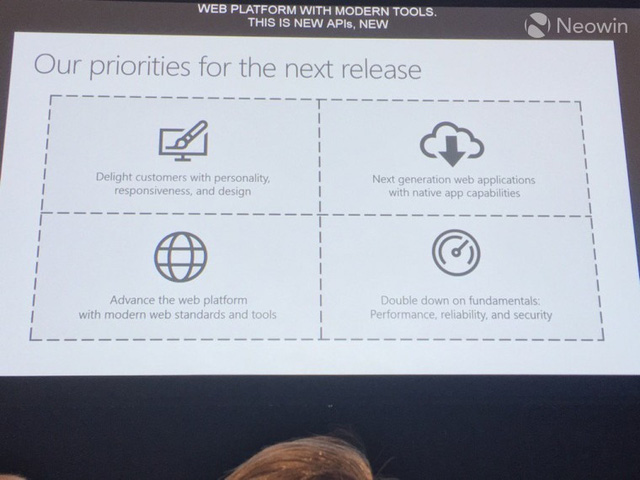 WEB PLATFORM WITH MODERN TOOLS.
THIS IS NEW APIs, NEW
Neowin
Our priorities for the next release
Delight customers with personality,
responsiveness, and design
Next generation web applications
with native app capabilities
Advance the web platform
with modern web standards and tools
Double down on fundamentals:
Performance, reliability, and security